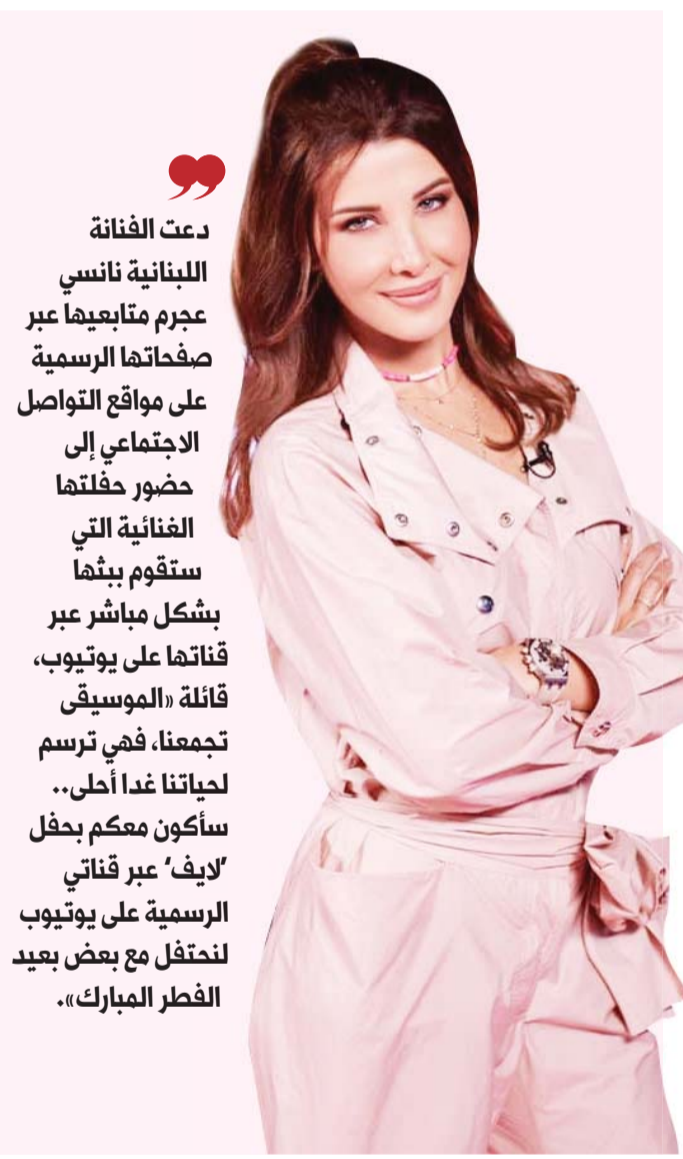 دعت الفنانة
اللبنانية نانسي
عجرم متابعيها عبر
صفحاتها الرسمية
على مواقع التواصل
الاجتماعي إلى
حضور حفلتها
الغنائية التي
ستقوم ببثها
بشكل مباشر عبر
قناتها على يوتيوب،
قائلة «الموسيقى
تجمعنا، فهي ترسم
لحياتنا غدا أحلى..
سأكون معكم بحفل
’لايف‘ عبر قناتي
الرسمية على يوتيوب
لنحتفل مع بعض بعيد
الفطر المبارك».